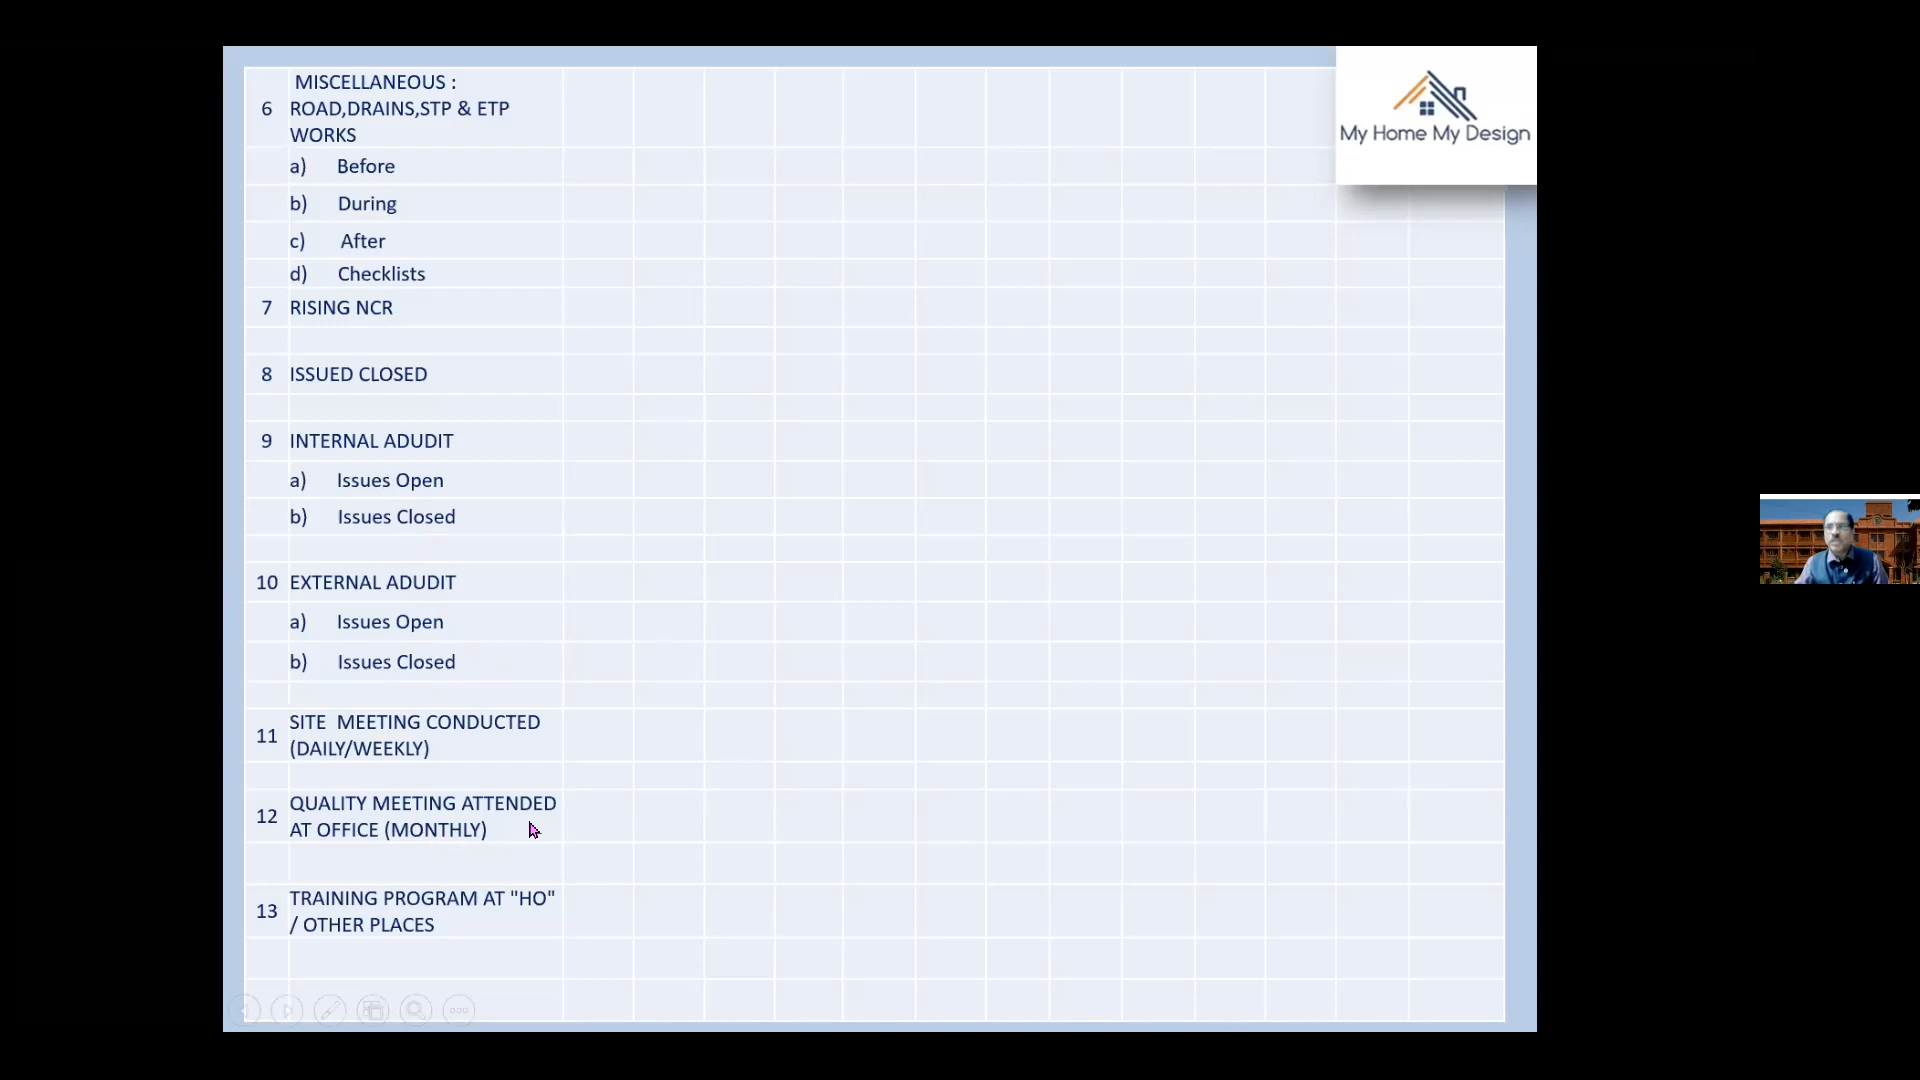 MISCELLANEOUS :
6 ROAD,DRAINS,STP & ETP
WORKS
a) Before
b) During
c) After
d) Checklists
7 RISING NCR
8 ISSUED CLOSED
9 INTERNAL ADUDIT
a) Issues Open
b) Issues Closed
10 EXTERNAL ADUDIT
a) Issues Open
b) Issues Closed
11 SITE MEETING CONDUCTED
(DAILY/WEEKLY)
12 QUALITY MEETING ATTENDED
AT OFFICE (MONTHLY)
13 TRAINING PROGRAM AT "HO"
/ OTHER PLACES
My Home My Design